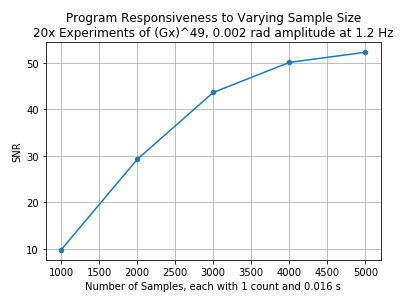 Program Responsiveness to Varying Sample Size
20x Experiments of (Gx)^49, 0.002 rad amplitude at 1.2 Hz
50
40
30
20
10
SNR
1000 1500 2000 2500 3000 3500 4000 4500 5000
Number of Samples, each with 1 count and 0.016 s